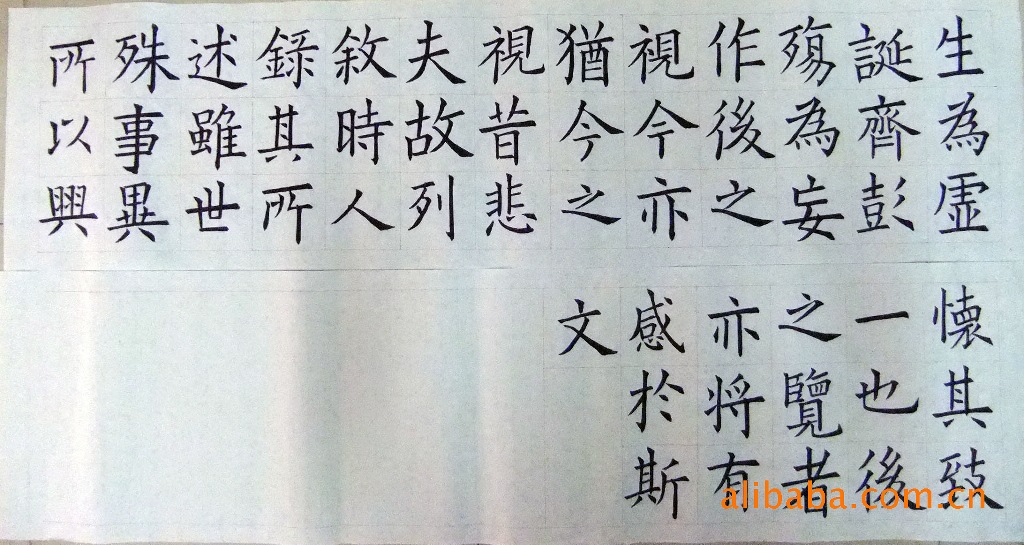 生為虛
誕齊彭
殤為妄
作後之
視今亦
猶今之
視昔悲
夫故列
敘時人
錄其所
述雖世
殊事異
所以興
懐其致
一也後
之覽者
亦将有
感於斯
文
alibaba.com.cn